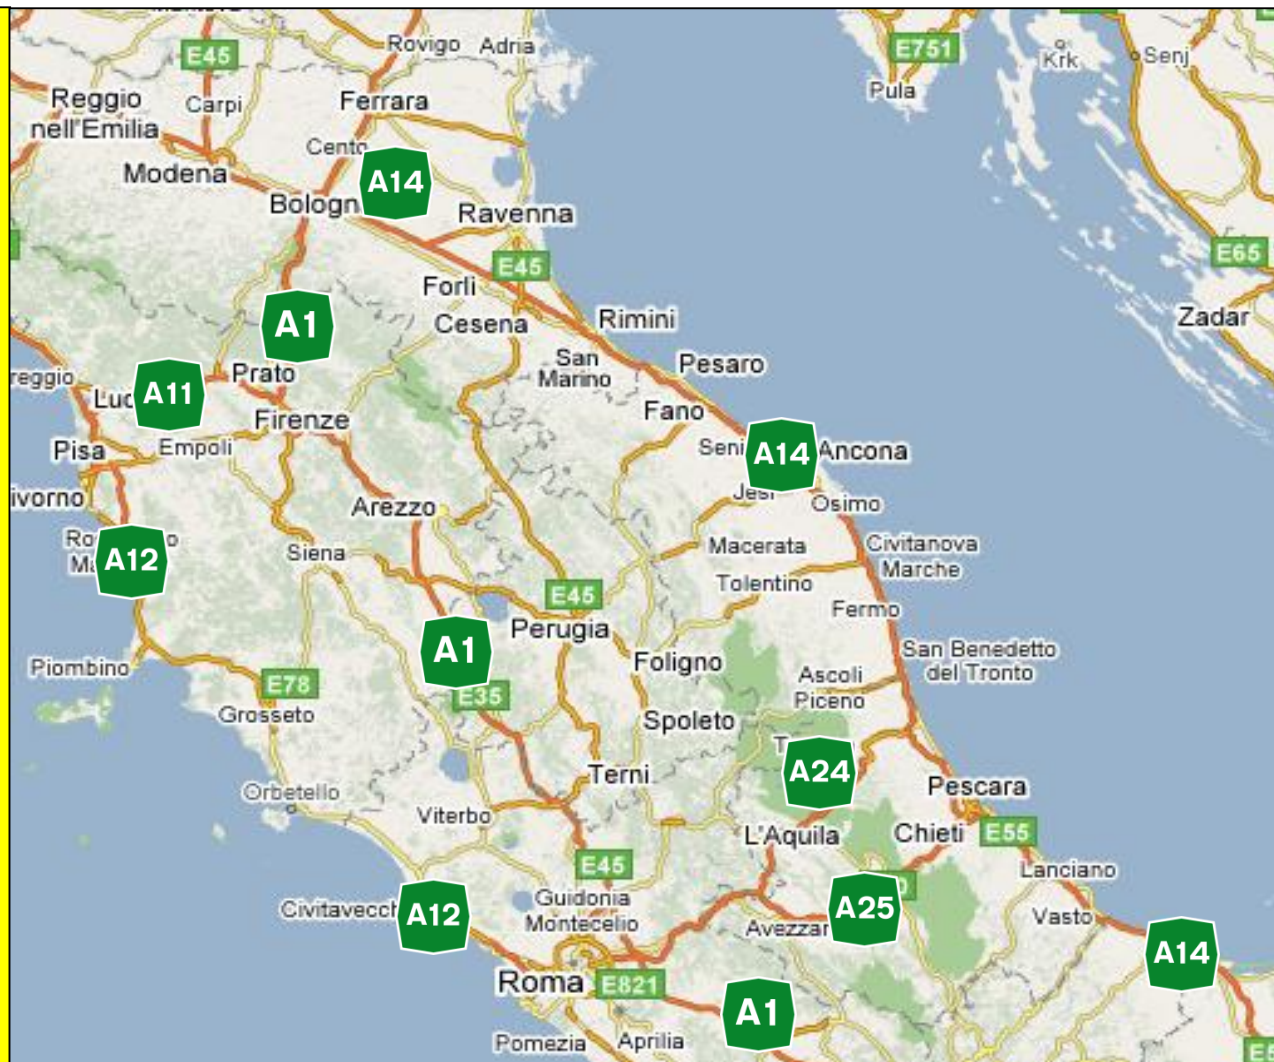 Rovigo
Adria
E45
E751
Krk
Senj
Reggio
nell'Emilia
Carpi
Ferrara
Pula
Cento
Modena
A14
Bologn
Ravenna
E65
E45
Forli
Zadar
A1
Cesena
Rimini
San
Marino
Pesaro
reggio
Prato
A11
Luc
Fano
Firenze
Pisa
Empoli
Seni
A14
Ancona
ivorno
Jesi
Arezzo
Osimo
Ro
o
M
A12
Siena
Macerata
Civitanova
Marche
Tolentino
E45
Fermo
Perugia
A1
San Benedetto
del Tronto
Piombino
Foligno
E78
E35
Ascoli
Piceno
Grosseto
Spoleto
T
A24
Terni
Orbetello
Pescara
Viterbo
L'Aquila
Chieti
E55
E45
Lanciano
0
Guidonia
Montecelio
Civitavecch
A12
A25
Avezzar
Vasto
A14
Roma
E821
A1
Pomezia
Aprilia